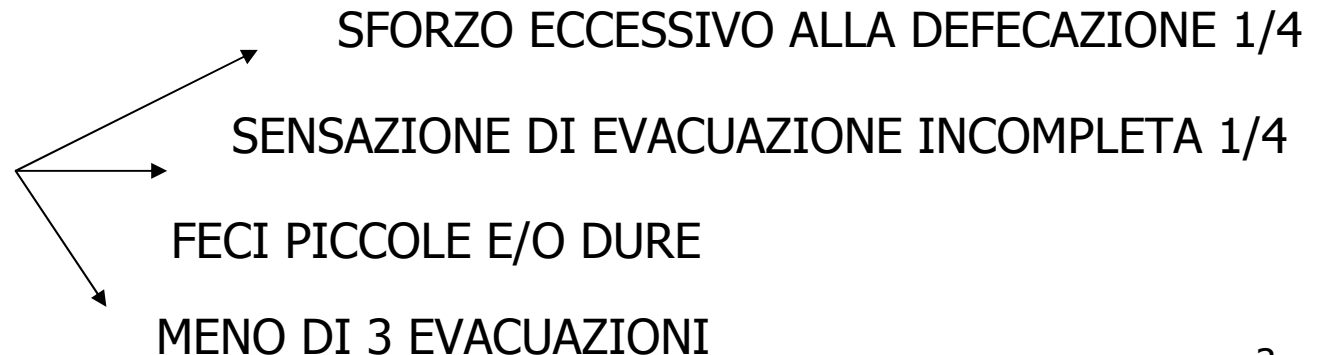 SFORZO ECCESSIVO ALLA DEFECAZIONE 1/4
SENSAZIONE DI EVACUAZIONE INCOMPLETA 1/4
FECI PICCOLE E/O DURE
MENO DI 3 EVACUAZIONI